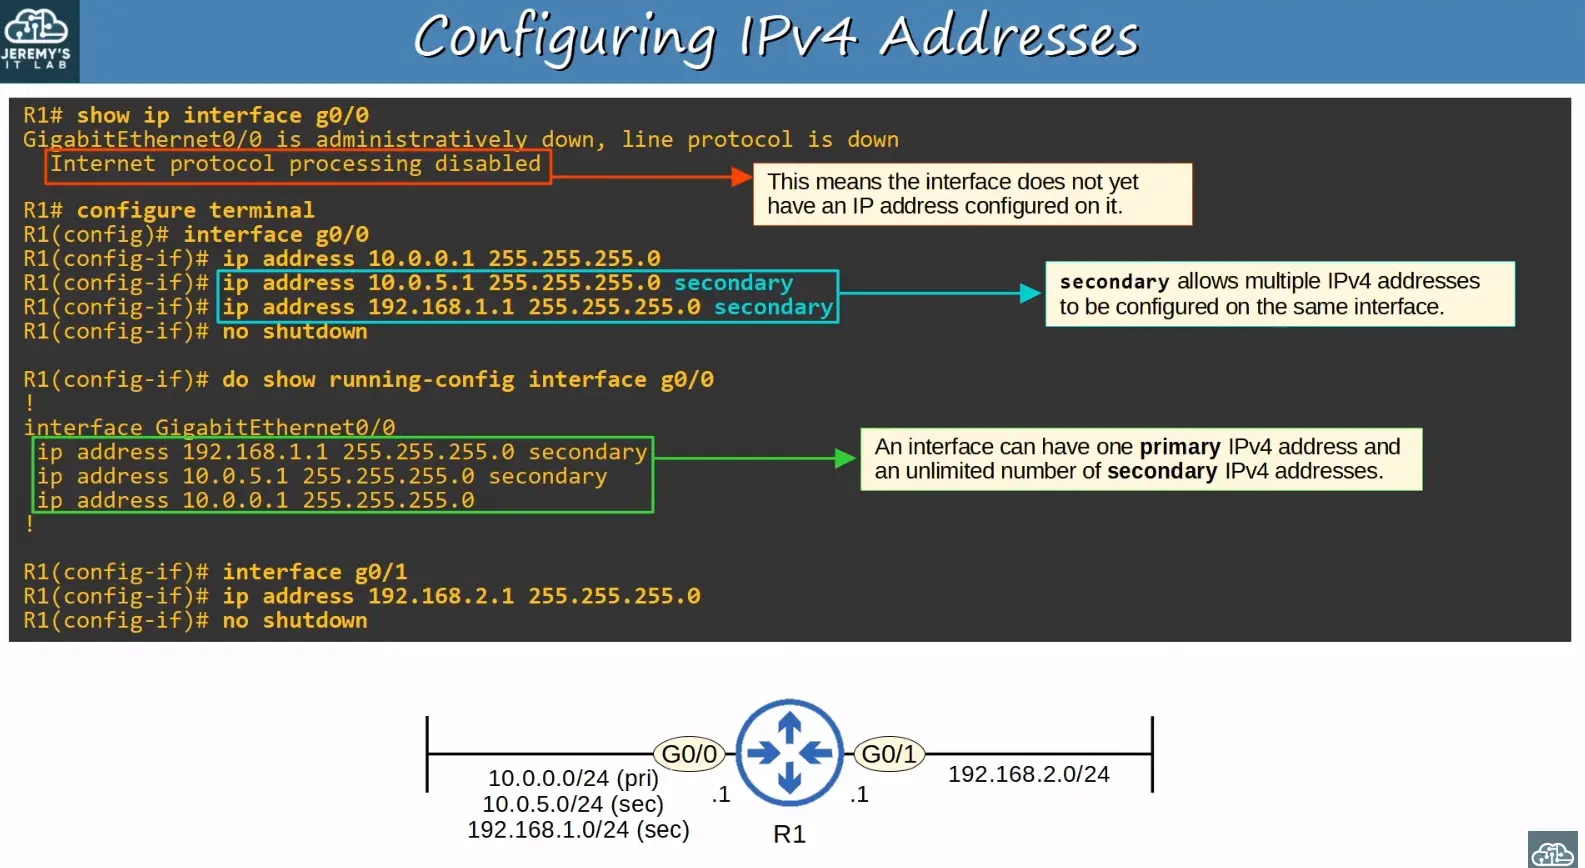 JEREMY'S
IT LAB
Configuring IPv4 Addresses
R1# show ip interface g0/0
GigabitEthernet0/0 is administratively down, line protocol is down
Internet protocol processing disabled
This means the interface does not yet
have an IP address configured on it.
R1# configure terminal
R1(config)# interface g0/0
R1(config-if)# ip address 10.0.0.1 255.255.255.0
R1(config-if)# ip address 10.0.5.1 255.255.255.0 secondary
R1(config-if)# ip address 192.168.1.1 255.255.255.0 secondary
R1(config-if)# no shutdown
secondary allows multiple IPv4 addresses
to be configured on the same interface.
R1(config-if)# do show running-config interface g0/0
!
interface GigabitEthernet0/0
ip address 192.168.1.1 255.255.255.0 secondary
ip address 10.0.5.1 255.255.255.0 secondary
ip address 10.0.0.1 255.255.255.0
!
An interface can have one primary IPv4 address and
an unlimited number of secondary IPv4 addresses.
R1(config-if)# interface g0/1
R1(config-if)# ip address 192.168.2.1 255.255.255.0
R1(config-if)# no shutdown
G0/0
G0/1
10.0.0.0/24 (pri)
10.0.5.0/24 (sec)
192.168.1.0/24 (sec)
.1
.1
192.168.2.0/24
R1